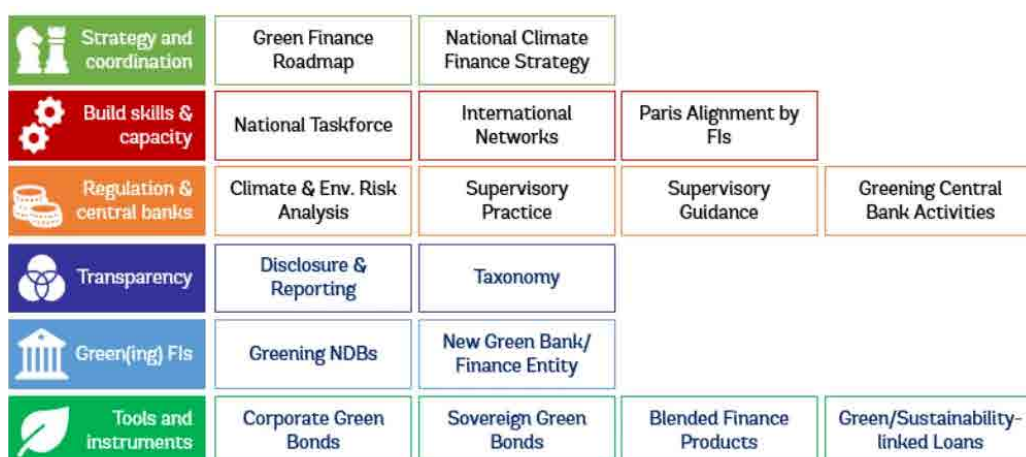 Strategy and
coordination
Green Finance
Roadmap
National Climate
Finance Strategy
Build skills &
capacity
National Taskforce
International
Networks
Paris Alignment by
FIs
Regulation &
central banks
Climate & Env. Risk
Analysis
Supervisory
Practice
Supervisory
Guidance
Greening Central
Bank Activities
Transparency
Disclosure &
Reporting
Taxonomy
Green(ing) FIs
Greening NDBs
New Green Bank/
Finance Entity
Tools and
instruments
Corporate Green
Bonds
Sovereign Green
Bonds
Blended Finance
Products
Green/Sustainability-
linked Loans